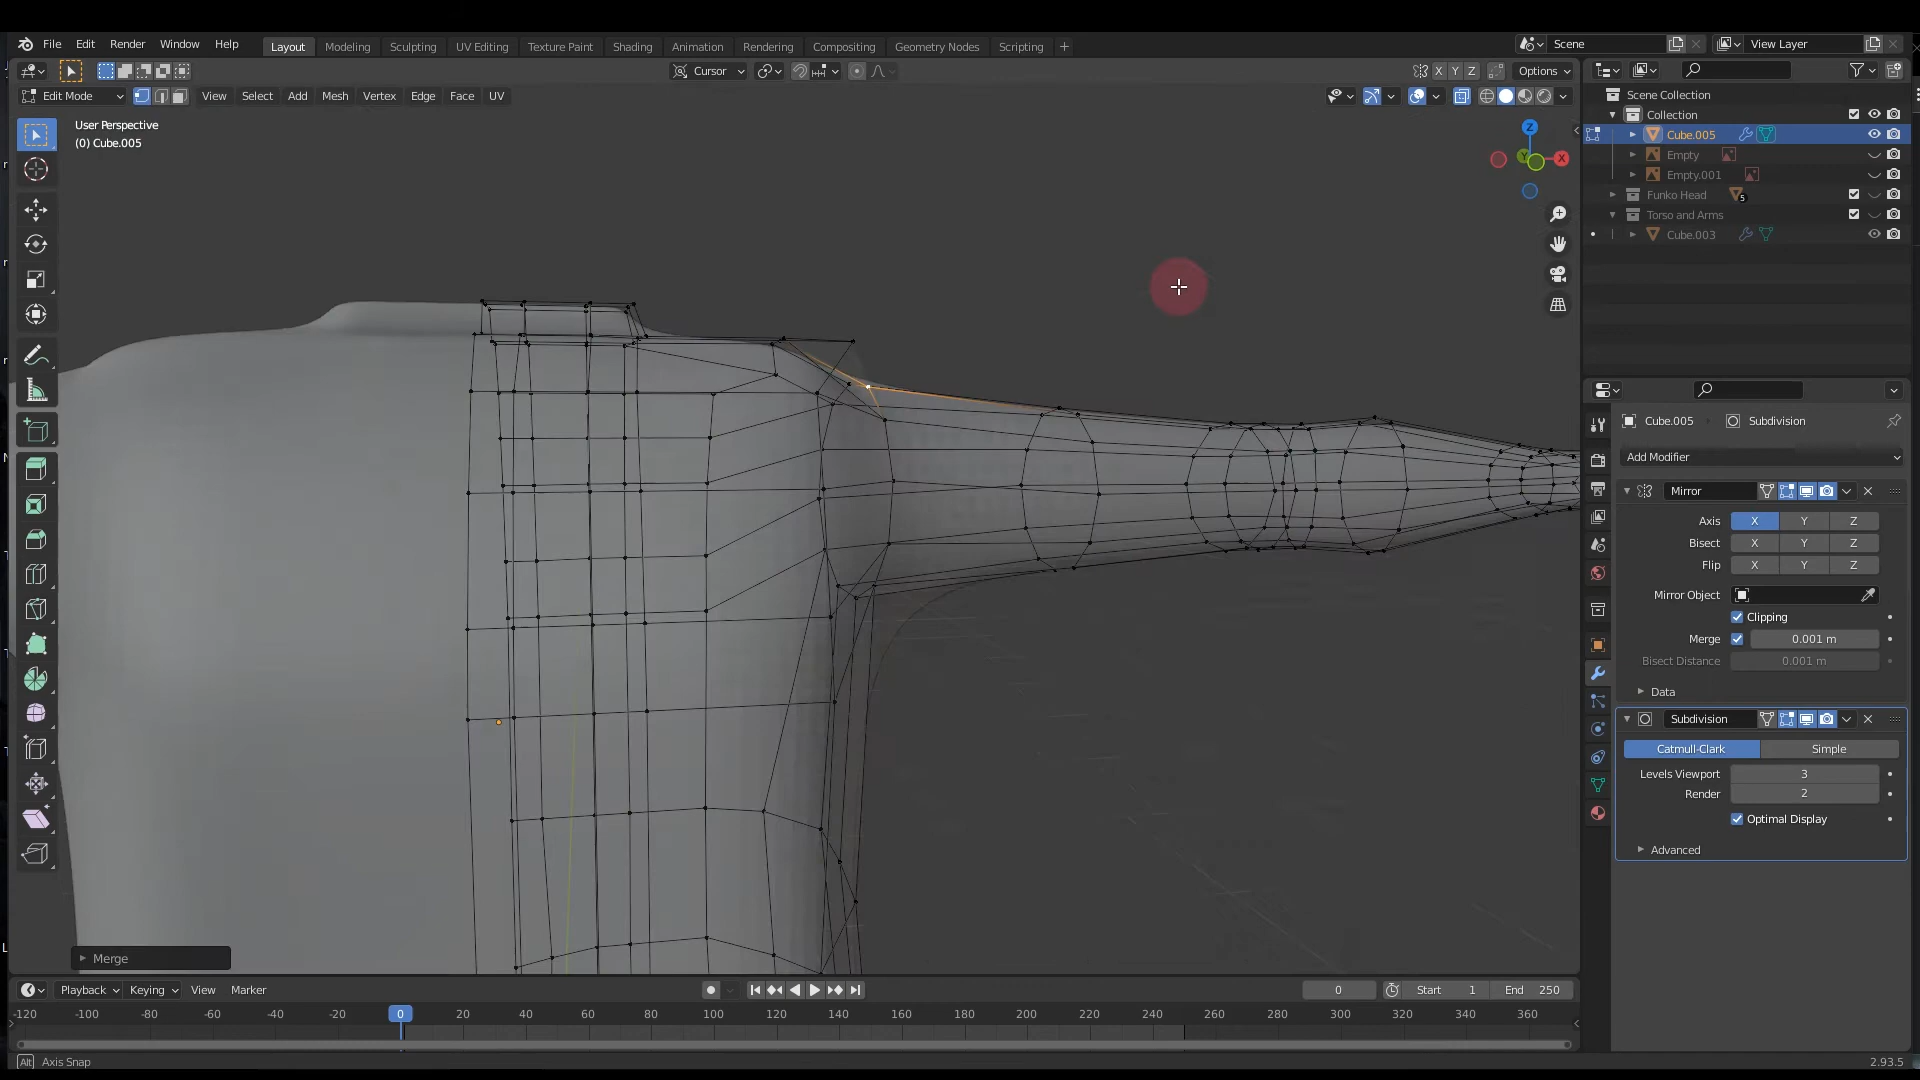 File Edit Render Window Help Layout Modeling Sculpting UV Editing Texture Paint Shading Animation Rendering Compositing Geometry Nodes Scripting + Scene View Layer
Cursor X Y Z Options
Edit Mode View Select Add Mesh Vertex Edge Face UV
User Perspective
(0) Cube.005
Z
Y X
Scene Collection
Collection
Cube.005
Empty
Empty.001
Funko Head 5
Torso and Arms
Cube.003
Cube.005 Subdivision
Add Modifier
Mirror
Axis X Y Z
Bisect X Y Z
Flip X Y Z
Mirror Object
Clipping
Merge 0.001 m
Bisect Distance 0.001 m
Data
Subdivision
Catmull-Clark Simple
Levels Viewport 3
Render 2
Optimal Display
Advanced
Merge
Playback Keying View Marker 0 Start 1 End 250
-120 -100 -80 -60 -40 -20 0 20 40 60 80 100 120 140 160 180 200 220 240 260 280 300 320 340 360
Alt Axis Snap 2.93.5